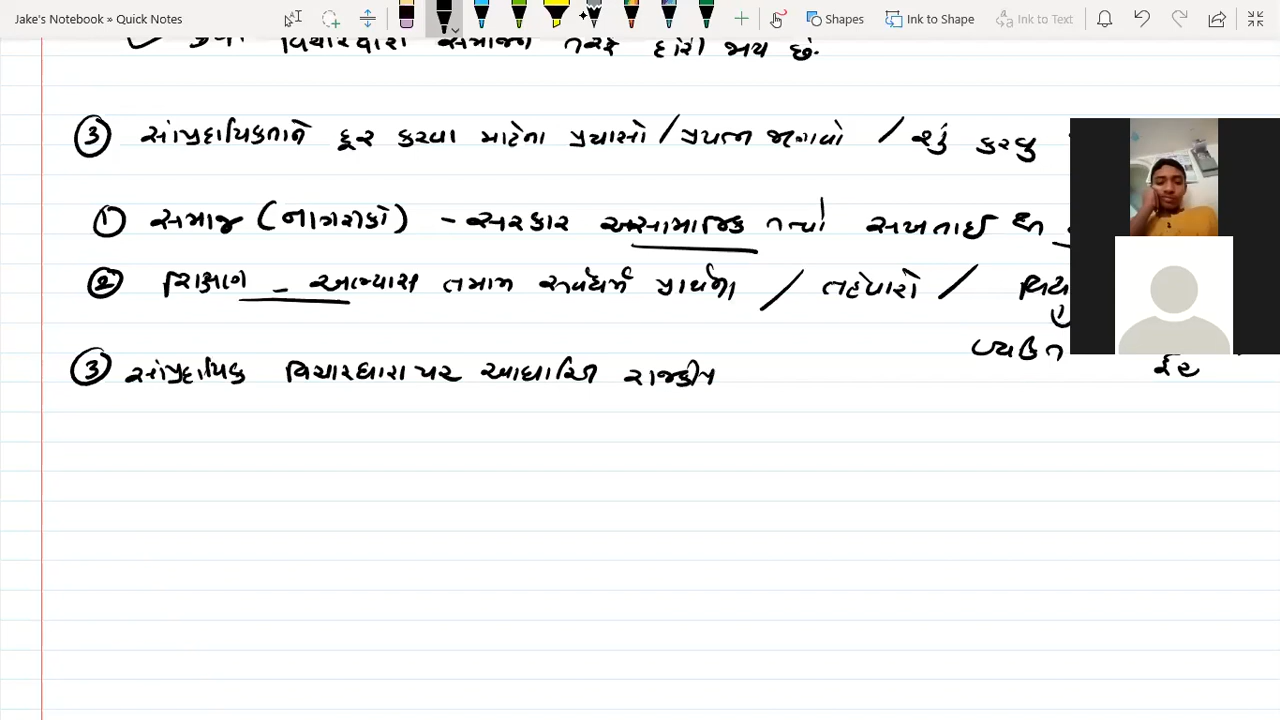 Jake's Notebook » Quick Notes
Shapes
Ink to Shape
Ink to Text
વિચારધારા સમાજને તરફ દોરી જાય છે.
③ સાંપ્રદાયિકતાને દૂર કરવા માટેના પ્રયાસો / પ્રયત્ન જણાવો / શું કરવું
① સમાજ (નાગરીકો) - સરકાર અસામાજિક તત્વો સખતાઈ
② શિક્ષણ - અભ્યાસ તમામ સર્વધર્મ પ્રાર્થના / તહેવારો /
③ સાંપ્રદાયિક વિચારધારા પર આધારિત રાજકીય